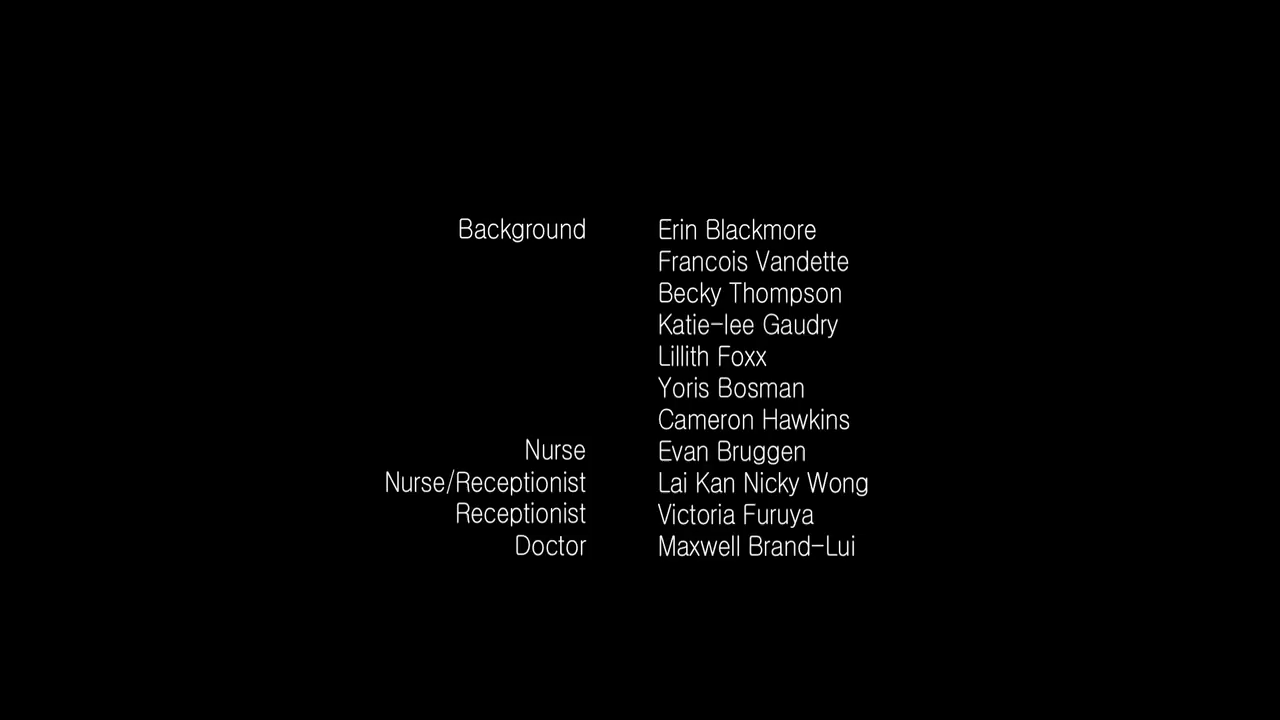 Background Erin Blackmore
Francois Vandette
Becky Thompson
Katie-lee Gaudry
Lillith Foxx
Yoris Bosman
Cameron Hawkins
Nurse Evan Bruggen
Nurse/Receptionist Lai Kan Nicky Wong
Receptionist Victoria Furuya
Doctor Maxwell Brand-Lui